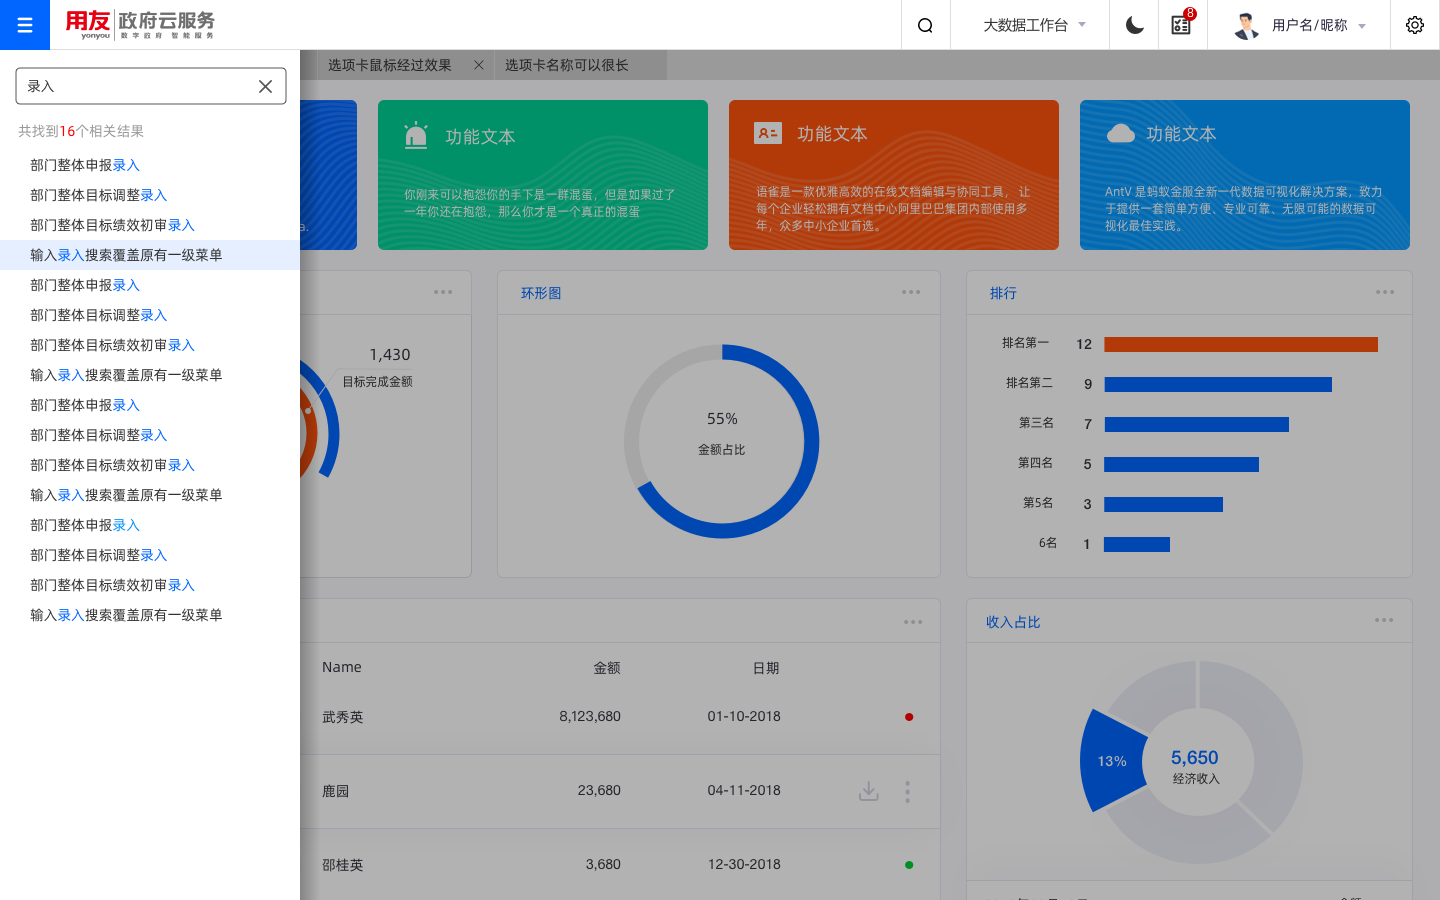 用友 政府云服务
yonyou 数字政府 智能服务
大数据工作台
8
用户名/昵称
录入
共找到16个相关结果
部门整体申报录入
部门整体目标调整录入
部门整体目标绩效初审录入
输入录入搜索覆盖原有一级菜单
部门整体申报录入
部门整体目标调整录入
部门整体目标绩效初审录入
输入录入搜索覆盖原有一级菜单
部门整体申报录入
部门整体目标调整录入
部门整体目标绩效初审录入
输入录入搜索覆盖原有一级菜单
部门整体申报录入
部门整体目标调整录入
部门整体目标绩效初审录入
输入录入搜索覆盖原有一级菜单
选项卡鼠标经过效果
选项卡名称可以很长
a.
功能文本
你刚来可以抱怨你的手下是一群混蛋，但是如果过了
一年你还在抱怨，那么你才是一个真正的混蛋
功能文本
语雀是一款优雅高效的在线文档编辑与协同工具， 让
每个企业轻松拥有文档中心阿里巴巴集团内部使用多
年，众多中小企业首选。
功能文本
AntV 是蚂蚁金服全新一代数据可视化解决方案，致力
于提供一套简单方便、专业可靠、无限可能的数据可
视化最佳实践。
1,430
目标完成金额
环形图
55%
金额占比
排行
排名第一 12
排名第二 9
第三名 7
第四名 5
第5名 3
6名 1
Name 金额 日期
武秀英 8,123,680 01-10-2018
鹿园 23,680 04-11-2018
邵桂英 3,680 12-30-2018
收入占比
13%
5,650
经济收入